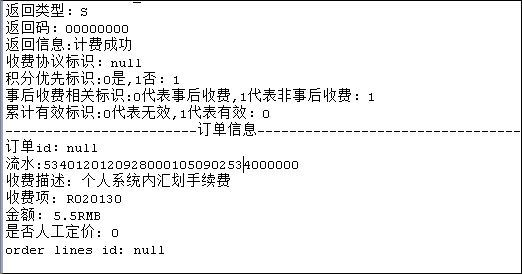 返回类型: S
返回码: 00000000
返回信息:计费成功
收费协议标识: null
积分优先标识:0是,1否: 1
事后收费相关标识:0代表事后收费,1代表非事后收费: 1
累计有效标识:0代表无效,1代表有效: 0
------------------------订单信息---------------------------------
订单id: null
流水:53401201209280001050902534000000
收费描述: 个人系统内汇划手续费
收费项: R020130
金额: 5.5RMB
是否人工定价: 0
order lines id: null